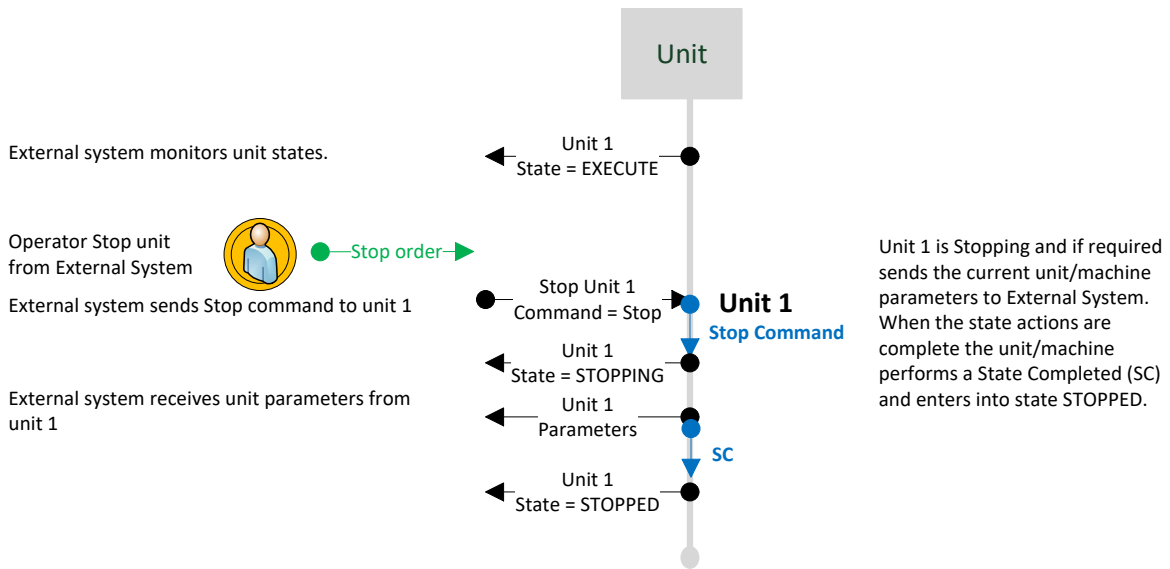 Unit
External system monitors unit states.
Unit 1
State = EXECUTE
Operator Stop unit
from External System
Stop order
External system sends Stop command to unit 1
Stop Unit 1
Command = Stop
Unit 1
Stop Command
Unit 1
State = STOPPING
External system receives unit parameters from
unit 1
Unit 1
Parameters
SC
Unit 1
State = STOPPED
Unit 1 is Stopping and if required
sends the current unit/machine
parameters to External System.
When the state actions are
complete the unit/machine
performs a State Completed (SC)
and enters into state STOPPED.